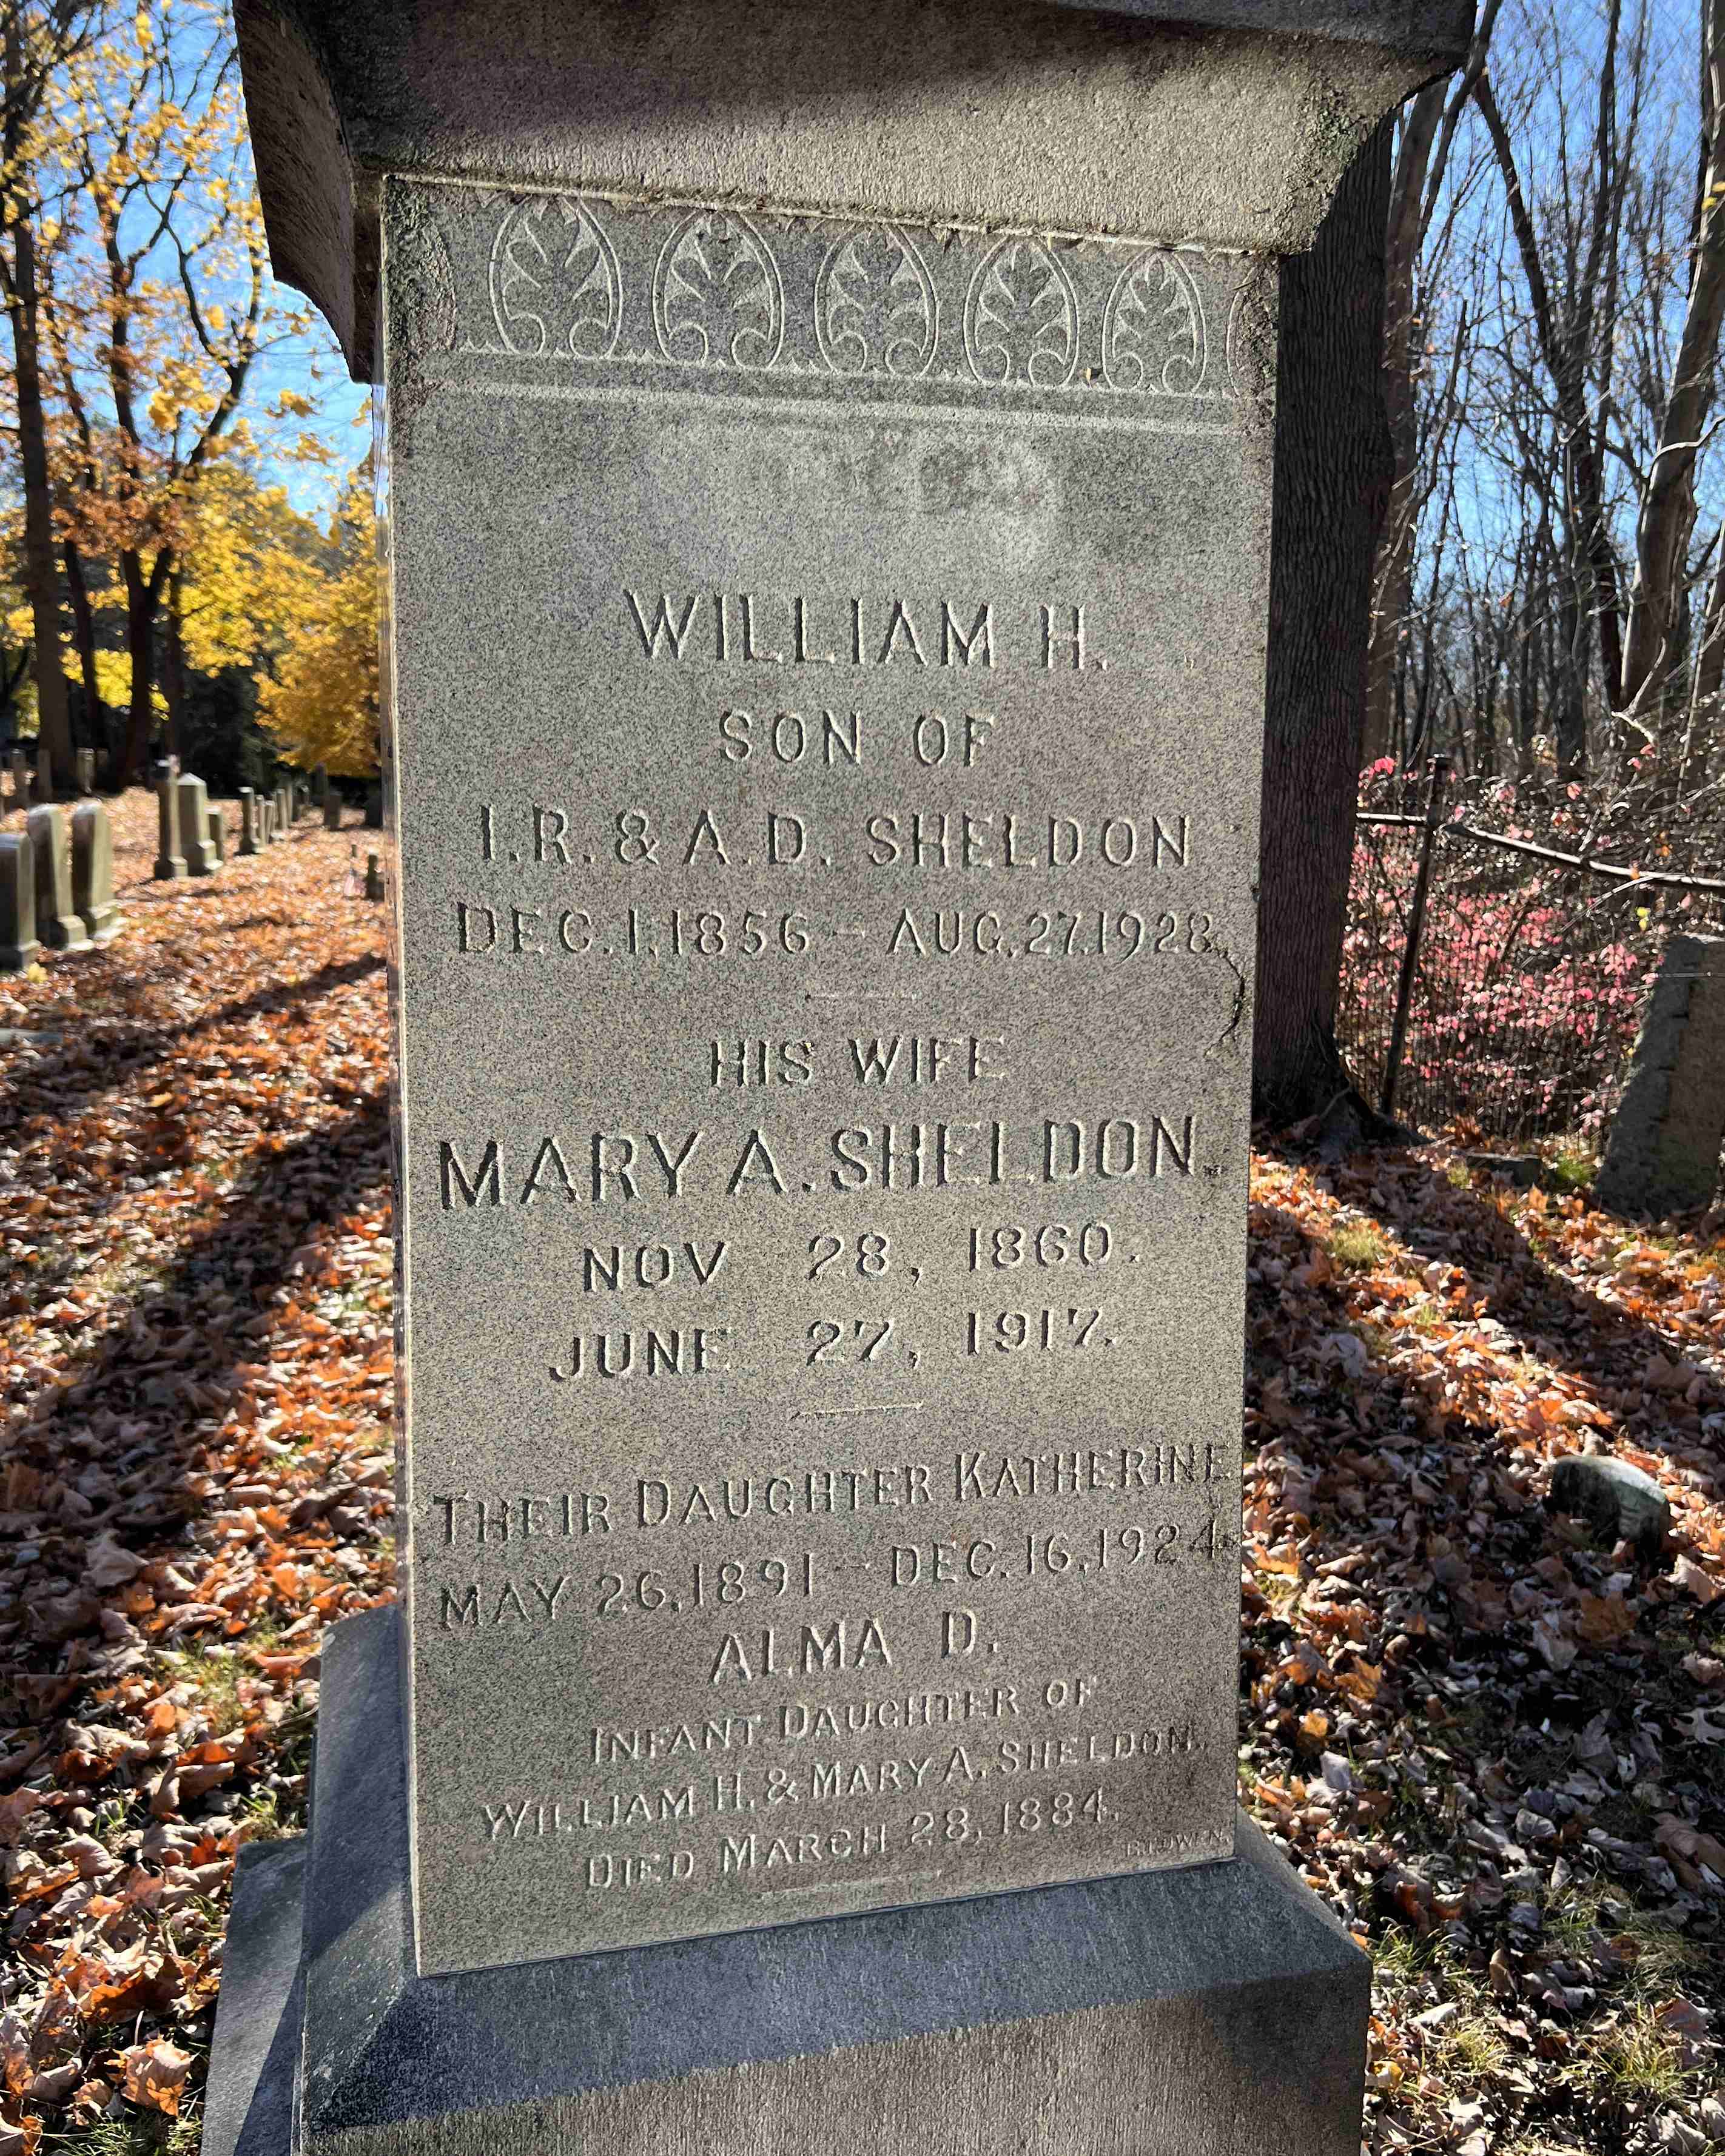 WILLIAM H.
SON OF
I.R. & A.D. SHELDON
DEC. 1, 1856 - AUG. 27, 1928.
HIS WIFE
MARY A. SHELDON.
NOV 28, 1860.
JUNE 27, 1917.
THEIR DAUGHTER KATHERINE
MAY 26, 1891 - DEC. 16, 1924
ALMA D.
INFANT DAUGHTER OF
WILLIAM H. & MARY A. SHELDON.
DIED MARCH 28, 1884.